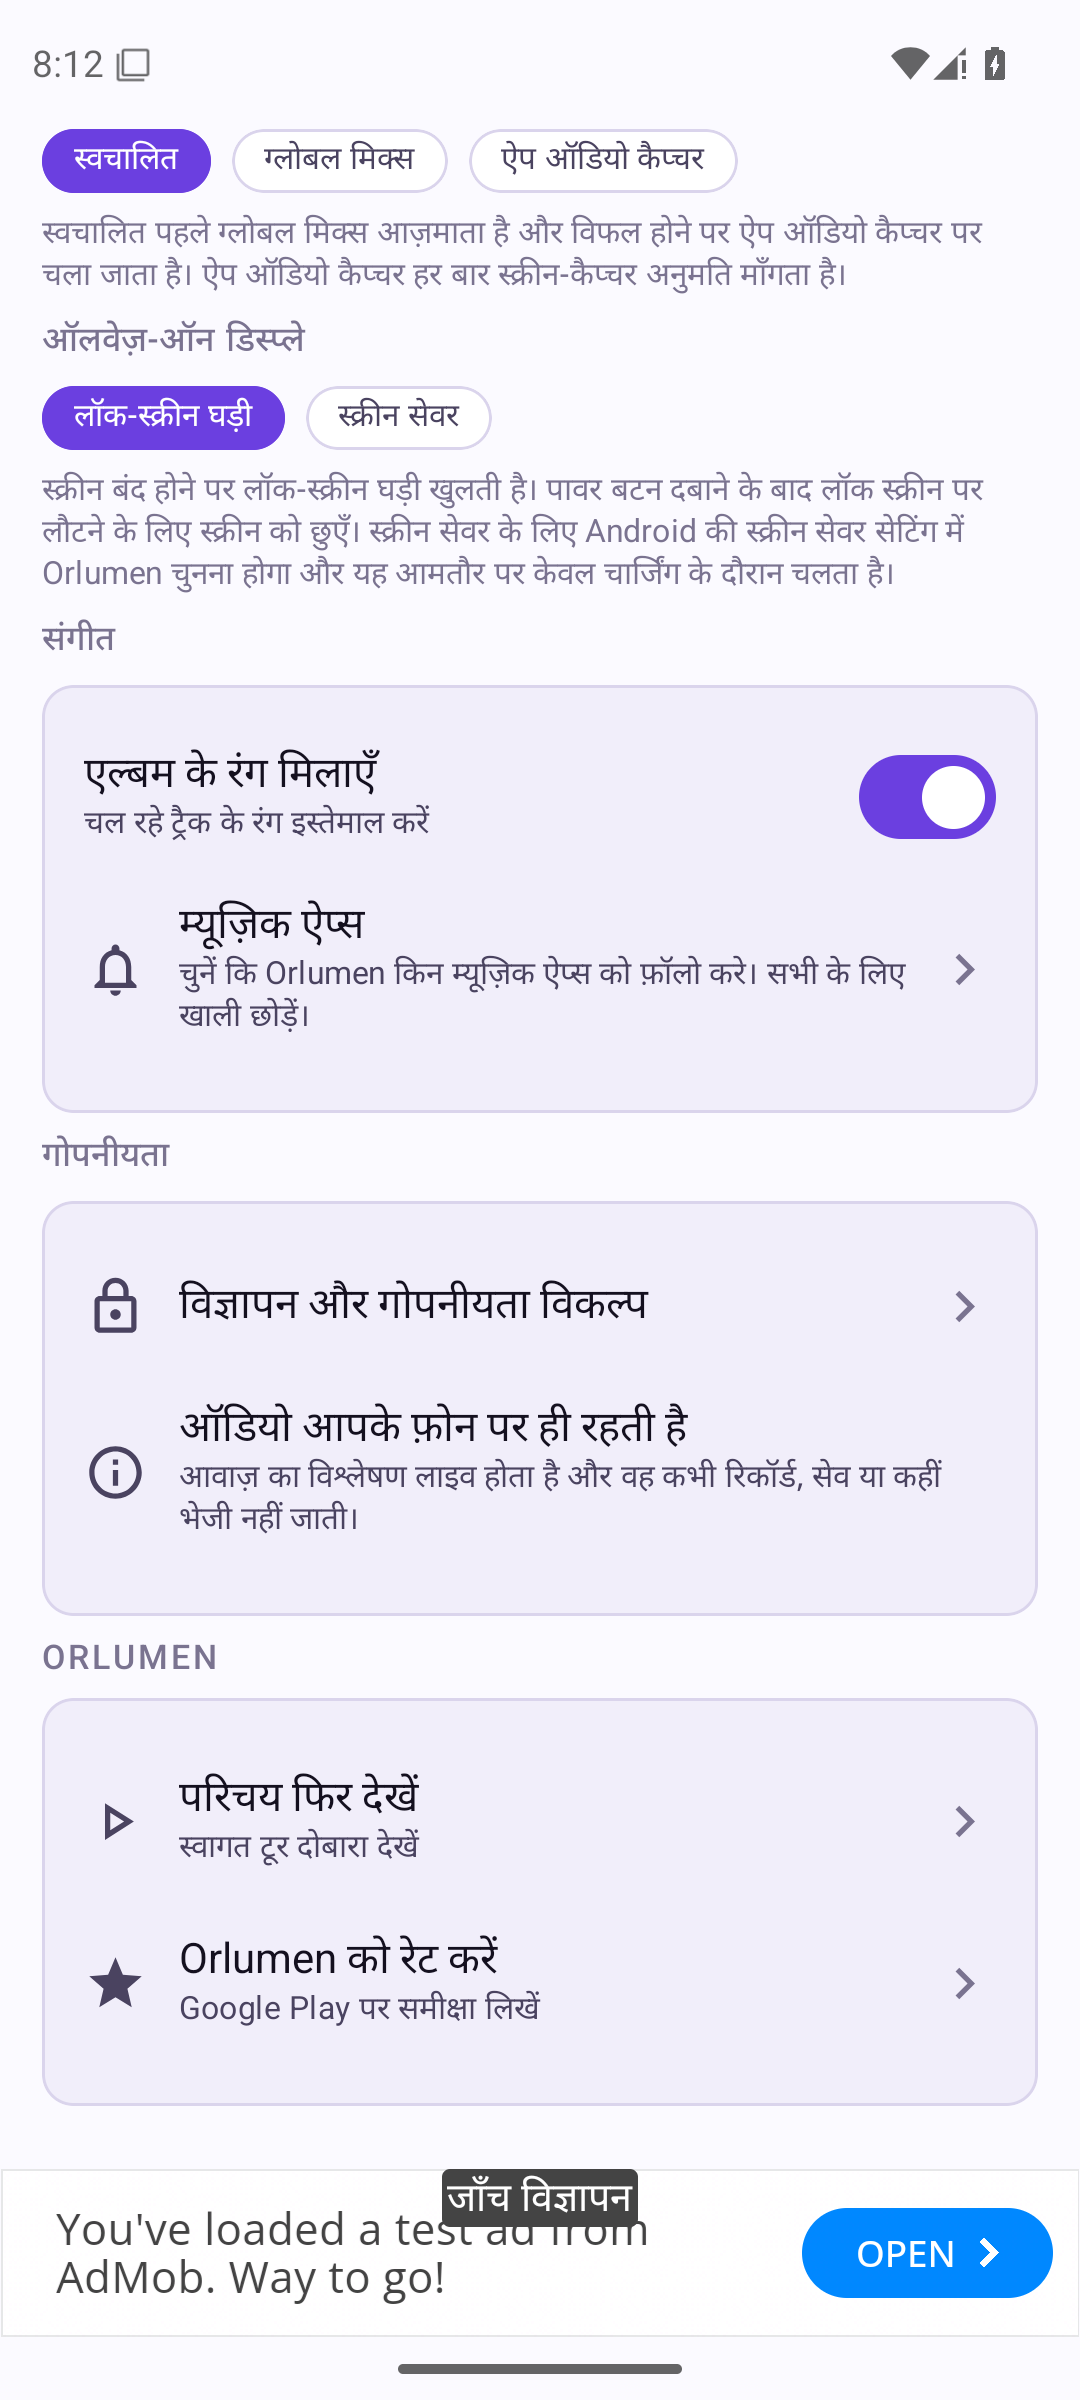 8:12
स्वचालित ग्लोबल मिक्स ऐप ऑडियो कैप्चर
स्वचालित पहले ग्लोबल मिक्स आज़माता है और विफल होने पर ऐप ऑडियो कैप्चर पर
चला जाता है। ऐप ऑडियो कैप्चर हर बार स्क्रीन-कैप्चर अनुमति माँगता है।
ऑलवेज़-ऑन डिस्प्ले
लॉक-स्क्रीन घड़ी स्क्रीन सेवर
स्क्रीन बंद होने पर लॉक-स्क्रीन घड़ी खुलती है। पावर बटन दबाने के बाद लॉक स्क्रीन पर
लौटने के लिए स्क्रीन को छुएँ। स्क्रीन सेवर के लिए Android की स्क्रीन सेवर सेटिंग में
Orlumen चुनना होगा और यह आमतौर पर केवल चार्जिंग के दौरान चलता है।
संगीत
एल्बम के रंग मिलाएँ
चल रहे ट्रैक के रंग इस्तेमाल करें
म्यूज़िक ऐप्स
चुनें कि Orlumen किन म्यूज़िक ऐप्स को फ़ॉलो करे। सभी के लिए
खाली छोड़ें।
गोपनीयता
विज्ञापन और गोपनीयता विकल्प
ऑडियो आपके फ़ोन पर ही रहती है
आवाज़ का विश्लेषण लाइव होता है और वह कभी रिकॉर्ड, सेव या कहीं
भेजी नहीं जाती।
ORLUMEN
परिचय फिर देखें
स्वागत टूर दोबारा देखें
Orlumen को रेट करें
Google Play पर समीक्षा लिखें
जाँच विज्ञापन
You've loaded a test ad from
AdMob. Way to go!
OPEN